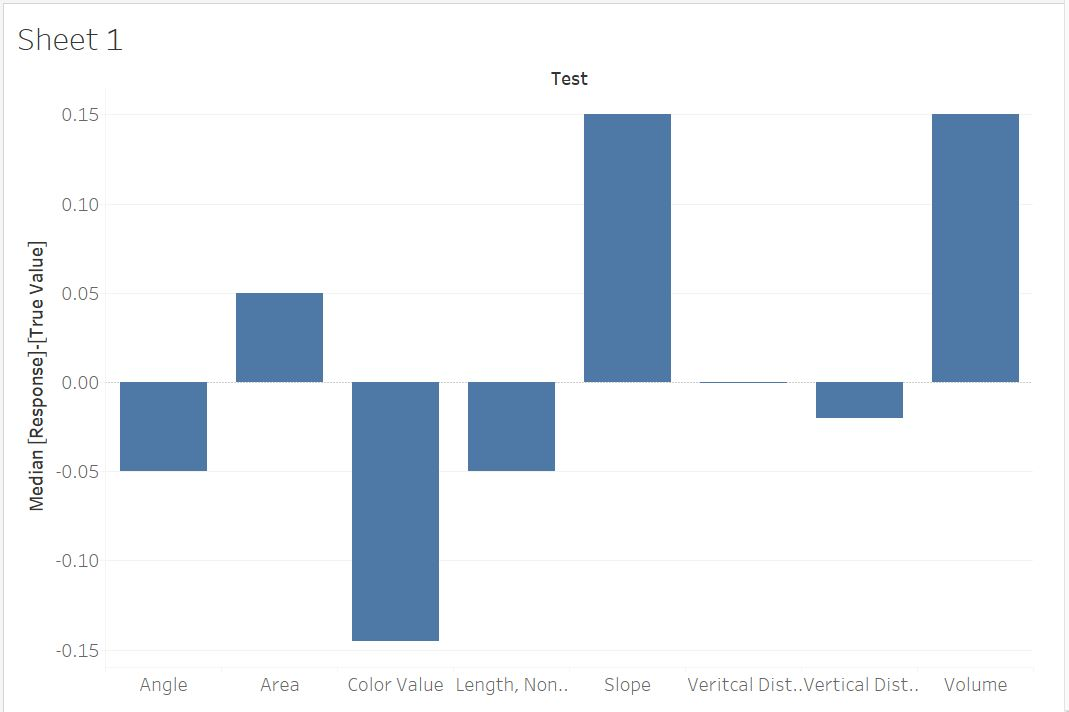 Sheet 1
Test
Median [Response]-[True Value]
0.15
0.10
0.05
0.00
-0.05
-0.10
-0.15
Angle Area Color Value Length, Non.. Slope Veritcal Dist.. Vertical Dist.. Volume